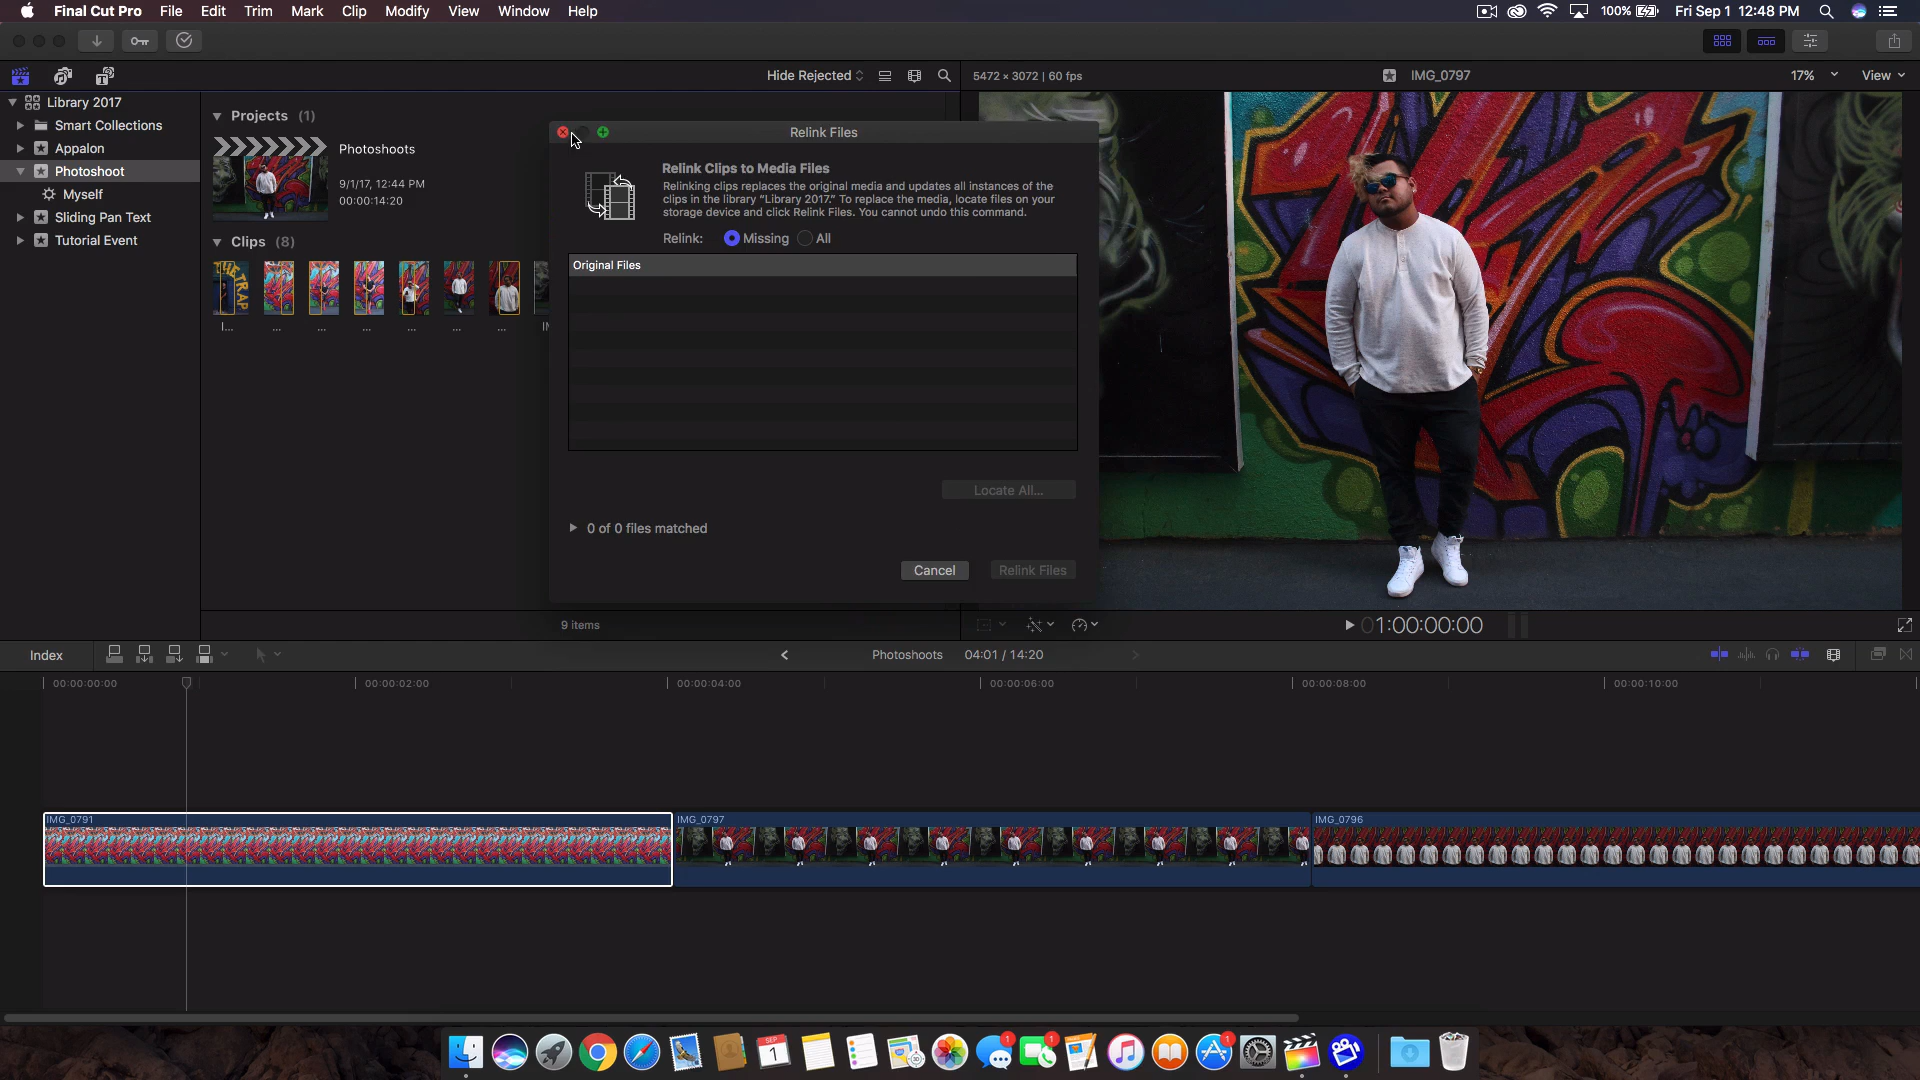 Final Cut Pro File Edit Trim Mark Clip Modify View Window Help 100% Fri Sep 1 12:48 PM
Hide Rejected
5472 × 3072 | 60 fps IMG_0797 17% View
Library 2017
Smart Collections
Appalon
Photoshoot
Myself
Sliding Pan Text
Tutorial Event
Projects (1)
Photoshoots
9/1/17, 12:44 PM
00:00:14:20
Clips (8)
THE TRAP
I... ... ... ... ... ... ...
Relink Files
Relink Clips to Media Files
Relinking clips replaces the original media and updates all instances of the
clips in the library “Library 2017.” To replace the media, locate files on your
storage device and click Relink Files. You cannot undo this command.
Relink: Missing All
Original Files
Locate All...
0 of 0 files matched
Cancel Relink Files
9 items
01:00:00:00
Index Photoshoots 04:01 / 14:20
00:00:00:00 00:00:02:00 00:00:04:00 00:00:06:00 00:00:08:00 00:00:10:00
IMG_0791 IMG_0797 IMG_0796
SEP
1 1 1 1